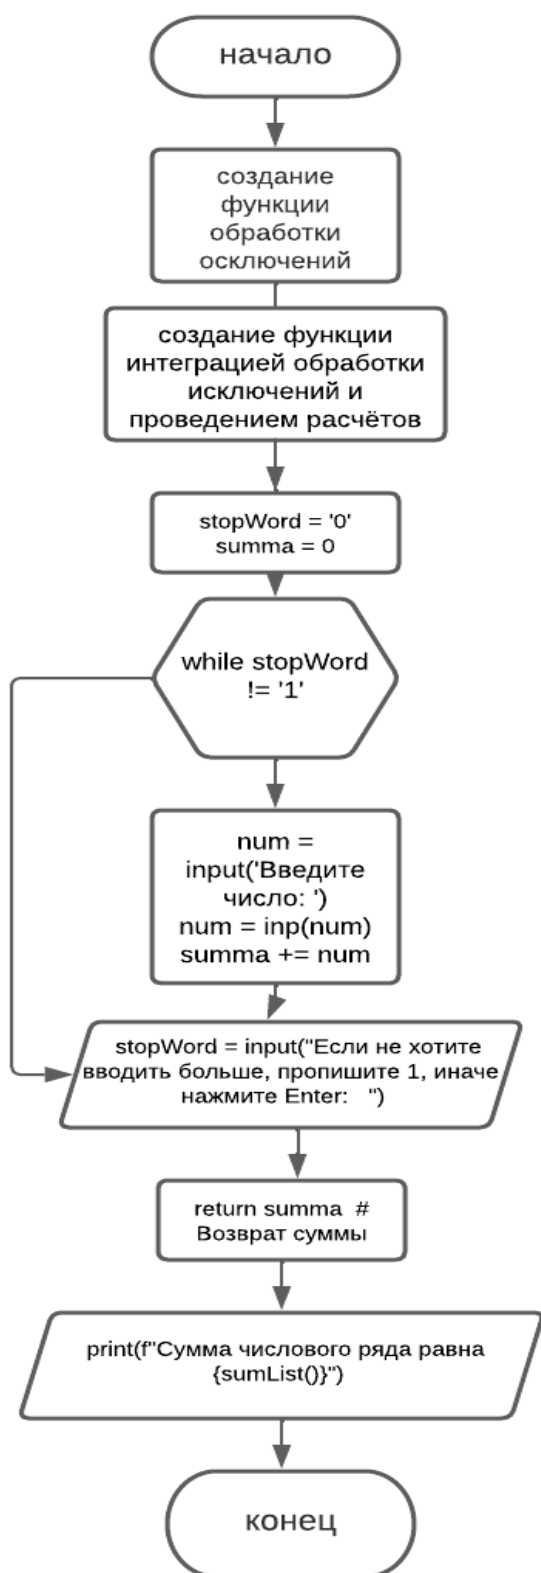 начало
создание
функции
обработки
осключений
создание функции
интеграцией обработки
исключений и
проведением расчётов
stopWord = '0'
summa = 0
while stopWord
!= '1'
num =
input('Введите
число: ')
num = inp(num)
summa += num
stopWord = input("Если не хотите
вводить больше, пропишите 1, иначе
нажмите Enter:   ")
return summa  #
Возврат суммы
print(f"Сумма числового ряда равна
{sumList()}")
конец